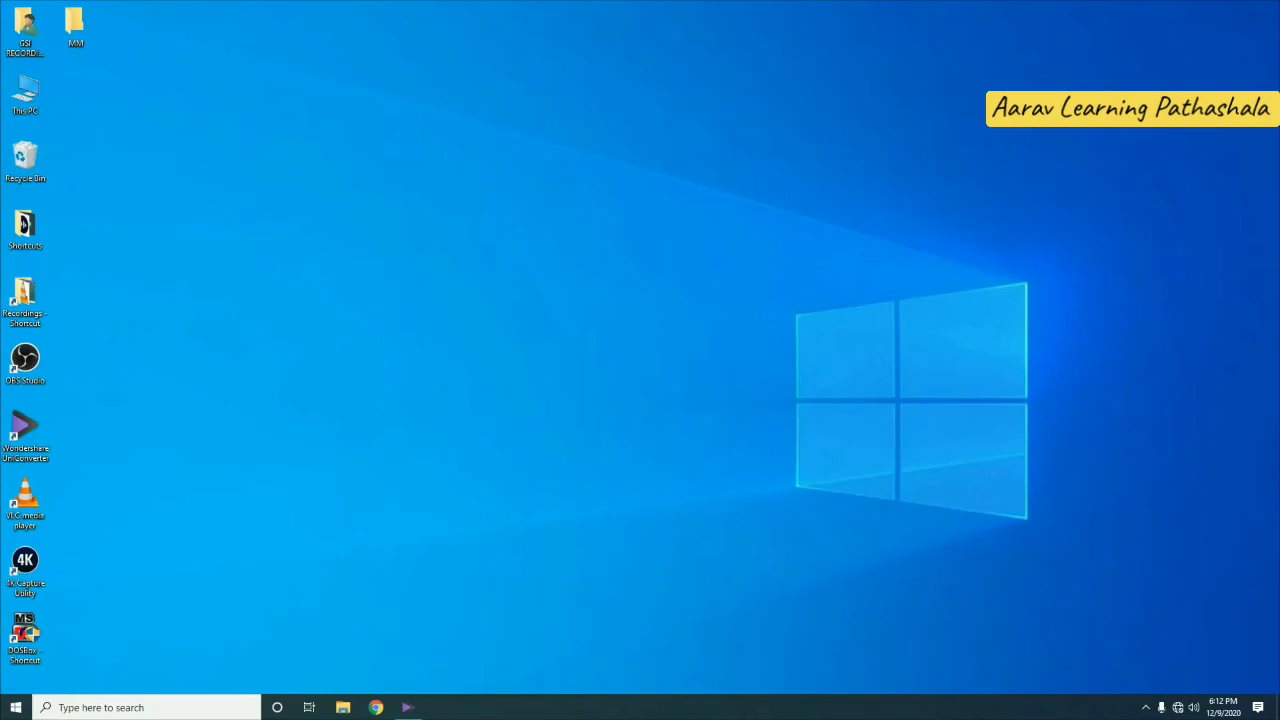 GSI
RECORDI...
MM
Aarav Learning Pathashala
This PC
Recycle Bin
Shortcuts
Recordings -
Shortcut
OBS Studio
Wondershare
UniConverter
VLC media
player
4K
4K Capture
Utility
MS
DOSBox -
Shortcut
Type here to search
6:12 PM
12/9/2020